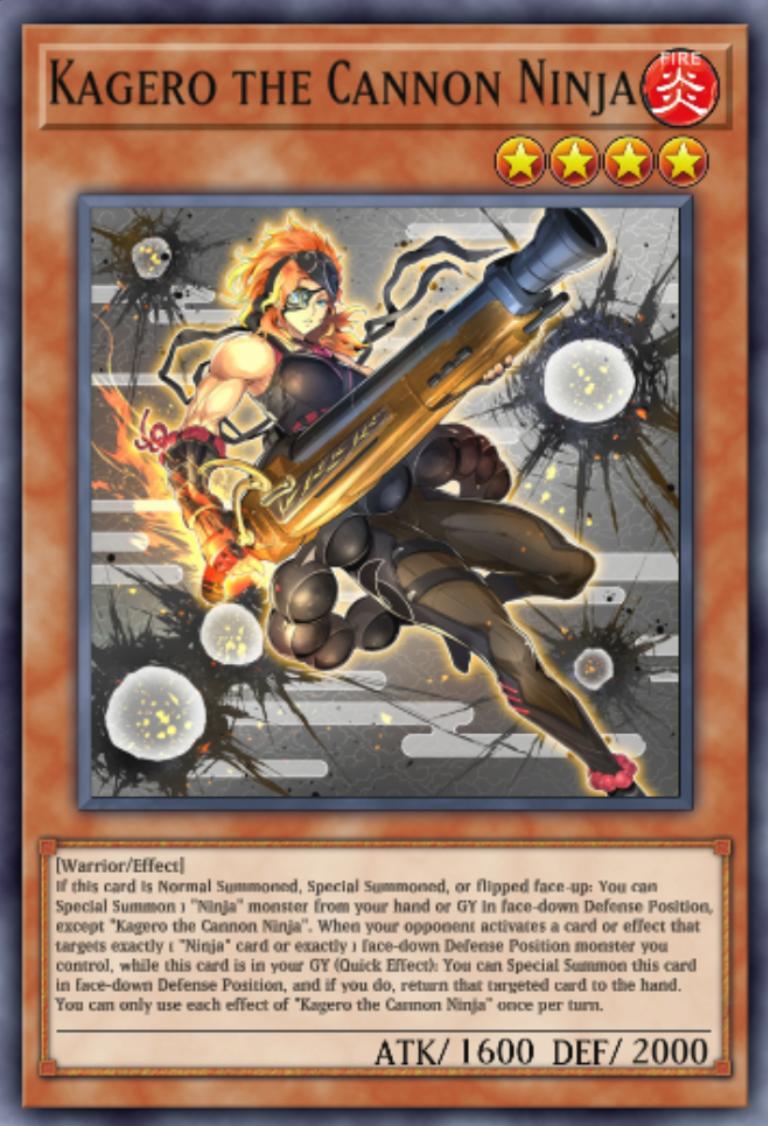 Kagero the Cannon Ninja
FIRE
炎
[Warrior/Effect]
If this card is Normal Summoned, Special Summoned, or flipped face-up: You can
Special Summon 1 "Ninja" monster from your hand or GY in face-down Defense Position,
except "Kagero the Cannon Ninja". When your opponent activates a card or effect that
targets exactly 1 "Ninja" card or exactly 1 face-down Defense Position monster you
control, while this card is in your GY (Quick Effect): You can Special Summon this card
in face-down Defense Position, and if you do, return that targeted card to the hand.
You can only use each effect of "Kagero the Cannon Ninja" once per turn.
ATK/ 1600 DEF/ 2000